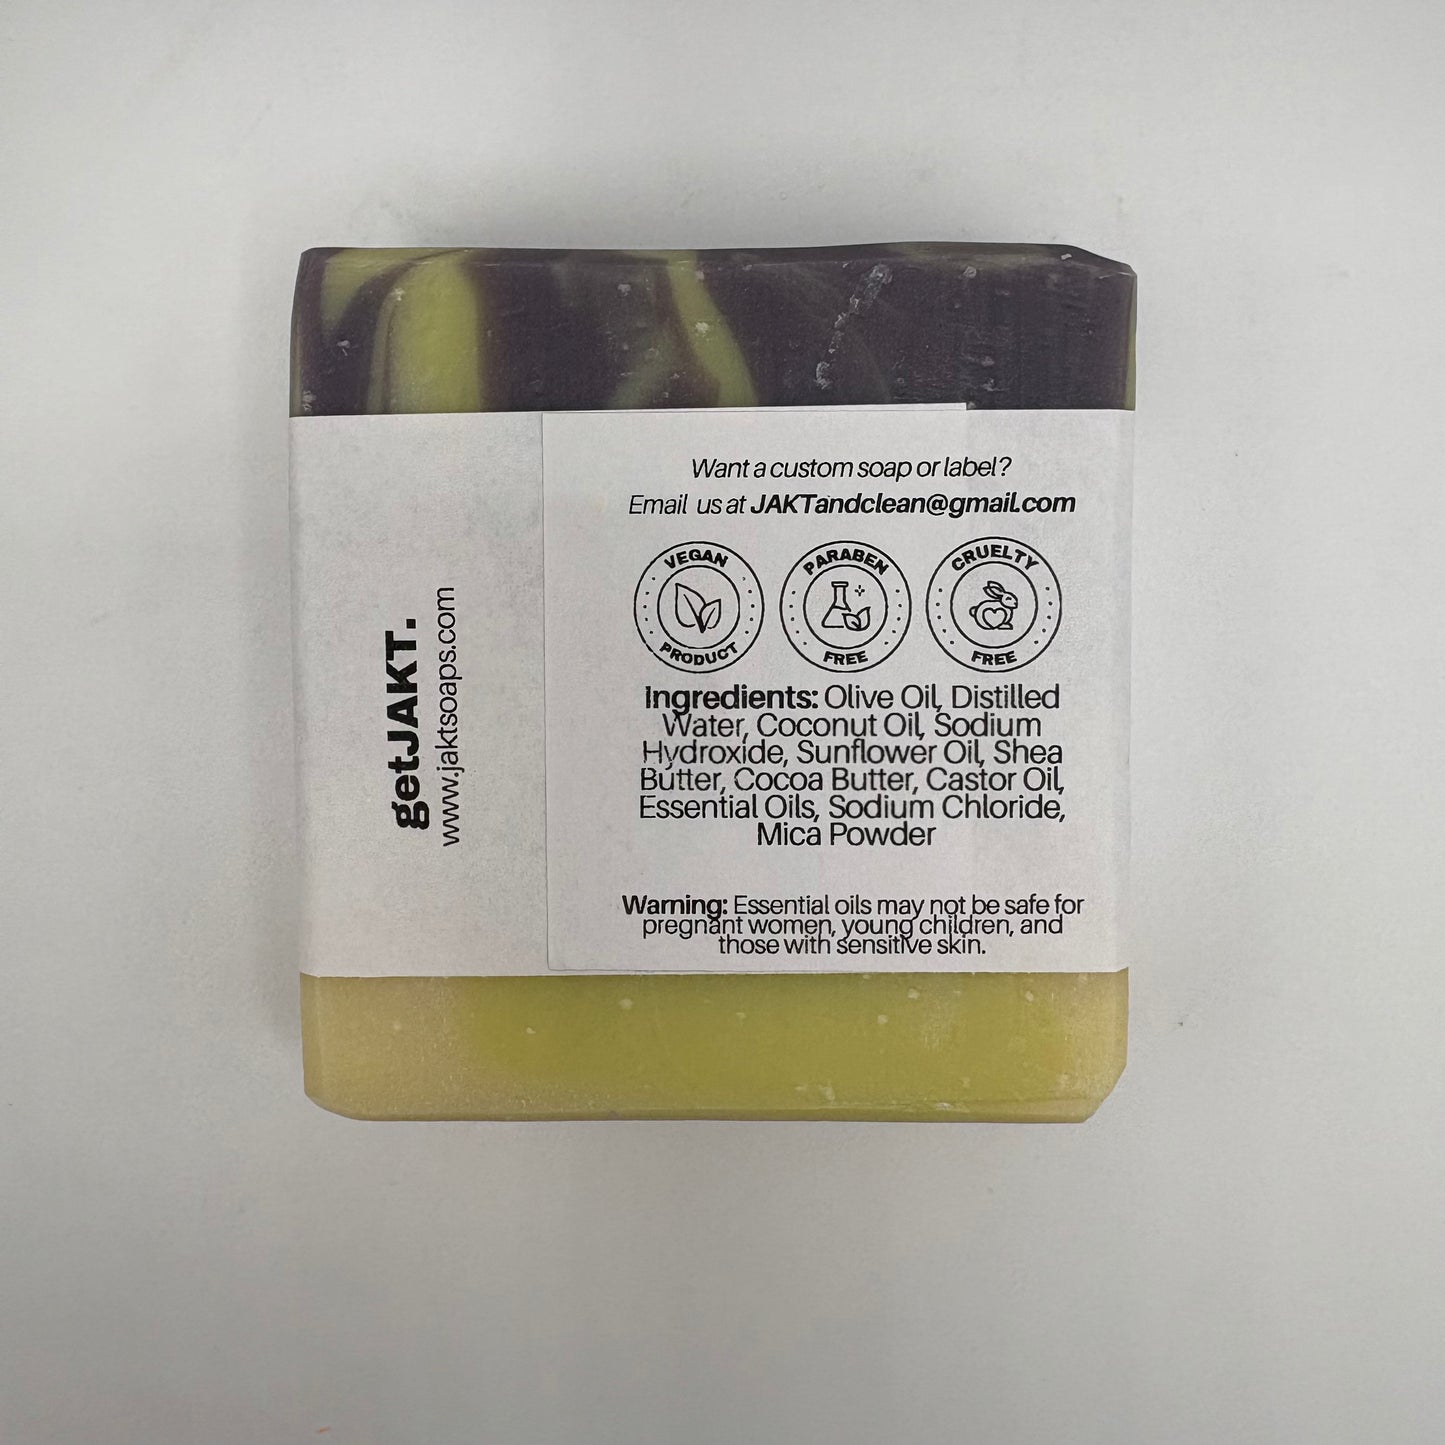 Want a custom soap or label?
Email us at JAKTandclean@gmail.com
VEGAN
PRODUCT
PARABEN
FREE
CRUELTY
FREE
Ingredients: Olive Oil, Distilled
Water, Coconut Oil, Sodium
Hydroxide, Sunflower Oil, Shea
Butter, Cocoa Butter, Castor Oil,
Essential Oils, Sodium Chloride,
Mica Powder
Warning: Essential oils may not be safe for
pregnant women, young children, and
those with sensitive skin.
getJAKT.
www.jaktsoaps.com